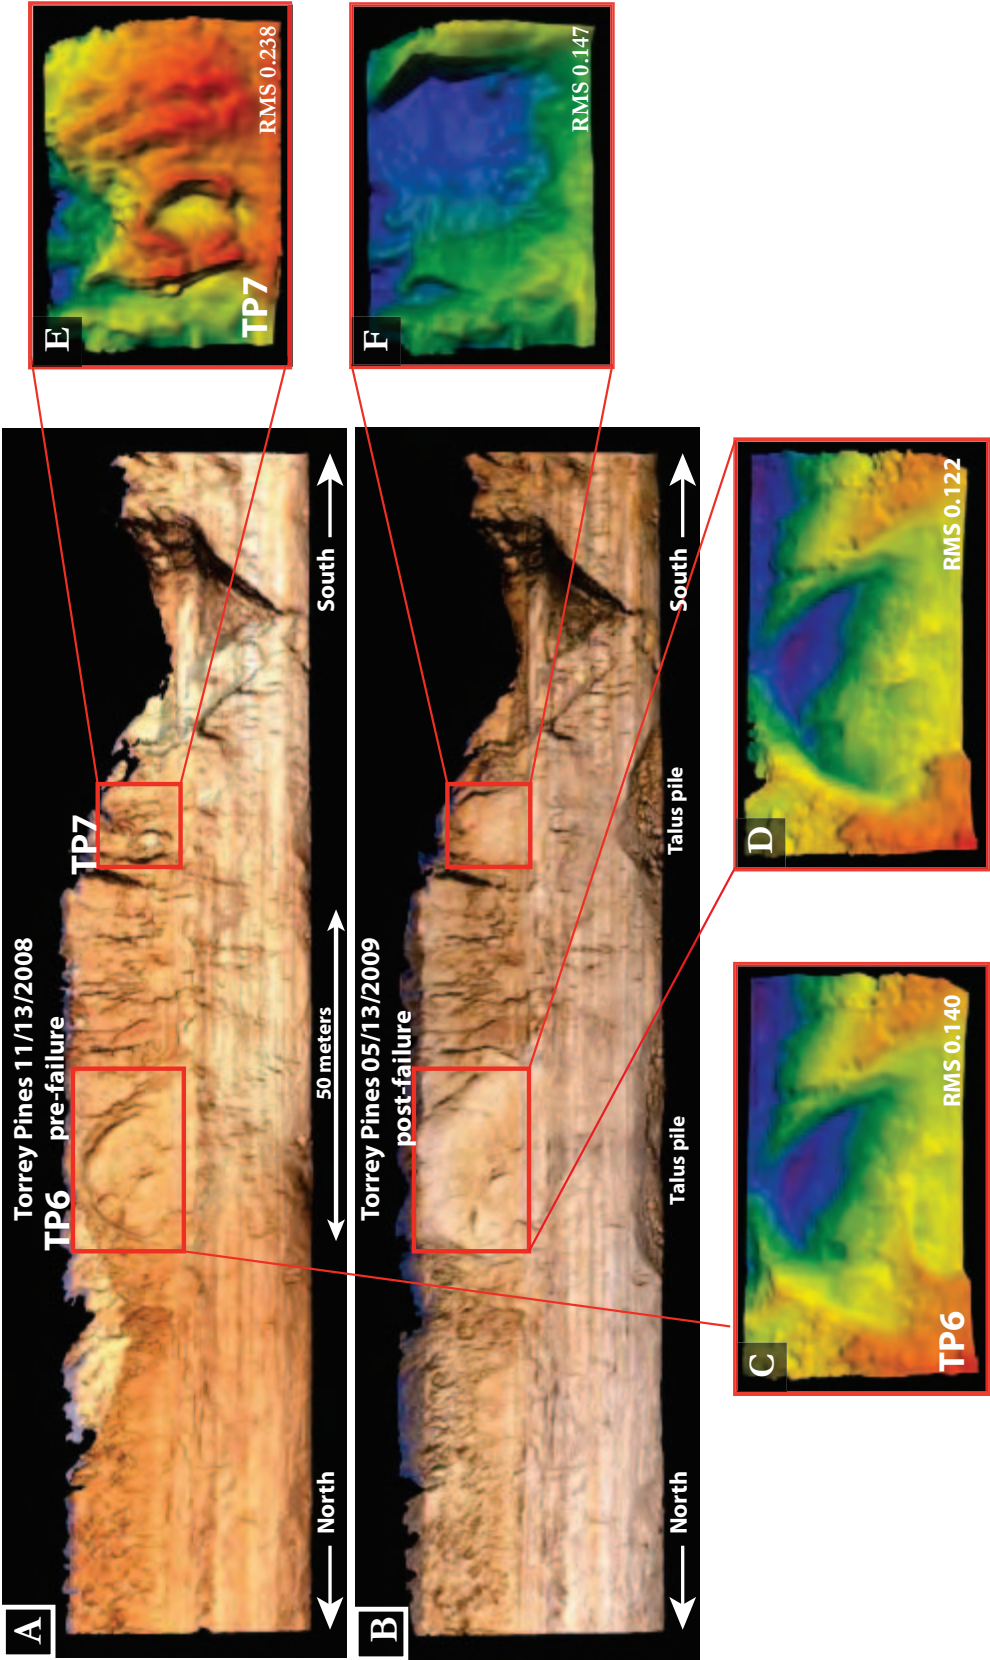 A
Torrey Pines 11/13/2008
pre-failure
TP6
TP7
50 meters
North
South
B
Torrey Pines 05/13/2009
post-failure
Talus pile
Talus pile
North
South
C
TP6
RMS 0.140
D
RMS 0.122
E
TP7
RMS 0.238
F
RMS 0.147